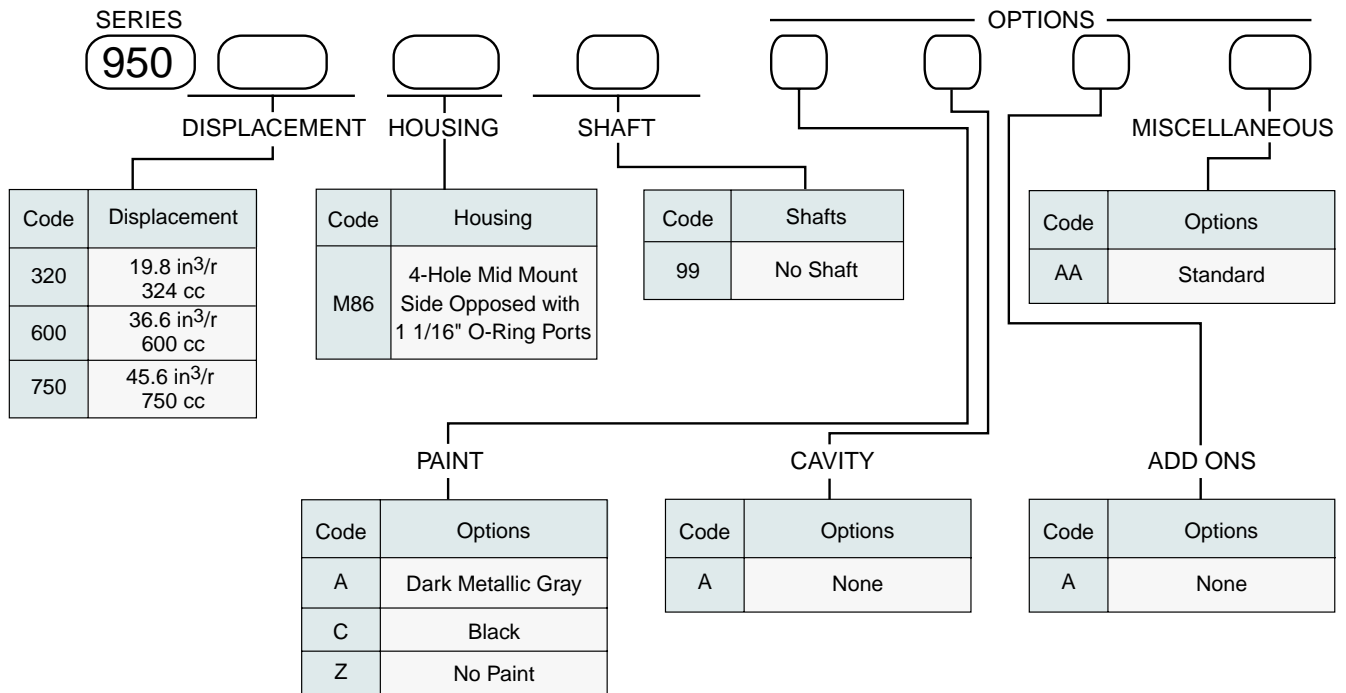 SERIES
OPTIONS
950
DISPLACEMENT
HOUSING
SHAFT
MISCELLANEOUS
Code Displacement
320 19.8 in³/r
324 cc
600 36.6 in³/r
600 cc
750 45.6 in³/r
750 cc
Code Housing
M86 4-Hole Mid Mount
Side Opposed with
1 1/16" O-Ring Ports
Code Shafts
99 No Shaft
Code Options
AA Standard
PAINT
Code Options
A Dark Metallic Gray
C Black
Z No Paint
CAVITY
Code Options
A None
ADD ONS
Code Options
A None